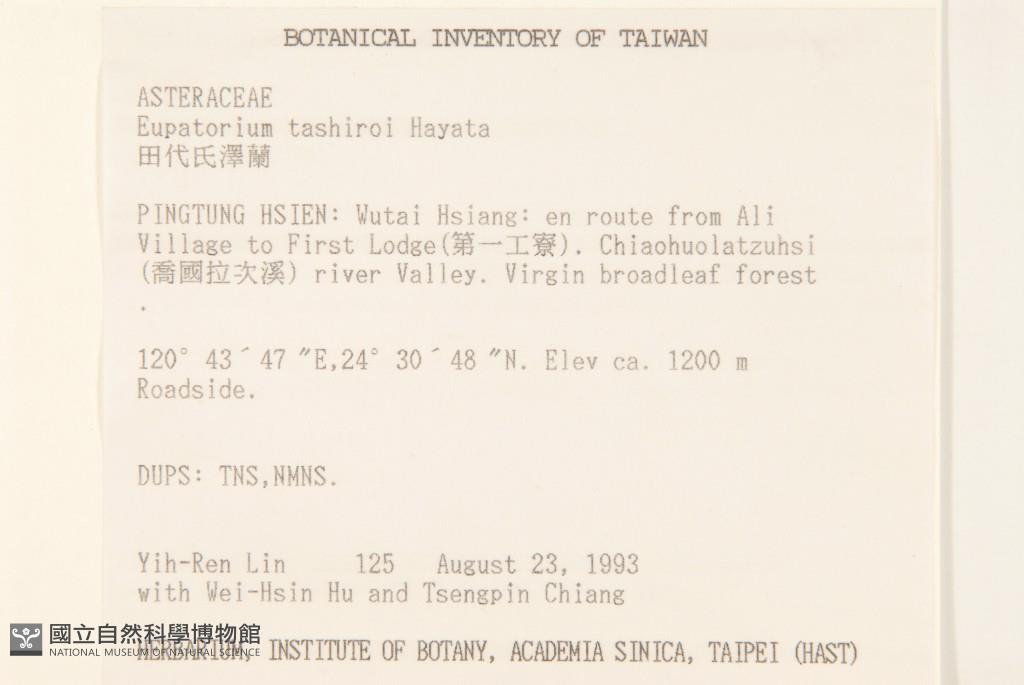 BOTANICAL INVENTORY OF TAIWAN
ASTERACEAE
Eupatorium tashiroi Hayata
田代氏澤蘭
PINGTUNG HSIEN: Wutai Hsiang: en route from Ali
Village to First Lodge(第一工寮). Chiaohuolatzuhsi
(喬國拉次溪) river Valley. Virgin broadleaf forest
.
120° 43´47 ″E,24° 30´48 ″N. Elev ca. 1200 m
Roadside.
DUPS: TNS,NMNS.
Yih-Ren Lin 125 August 23, 1993
with Wei-Hsin Hu and Tsengpin Chiang
國立自然科學博物館
NATIONAL MUSEUM OF NATURAL SCIENCE
HERBARIUM, INSTITUTE OF BOTANY, ACADEMIA SINICA, TAIPEI (HAST)